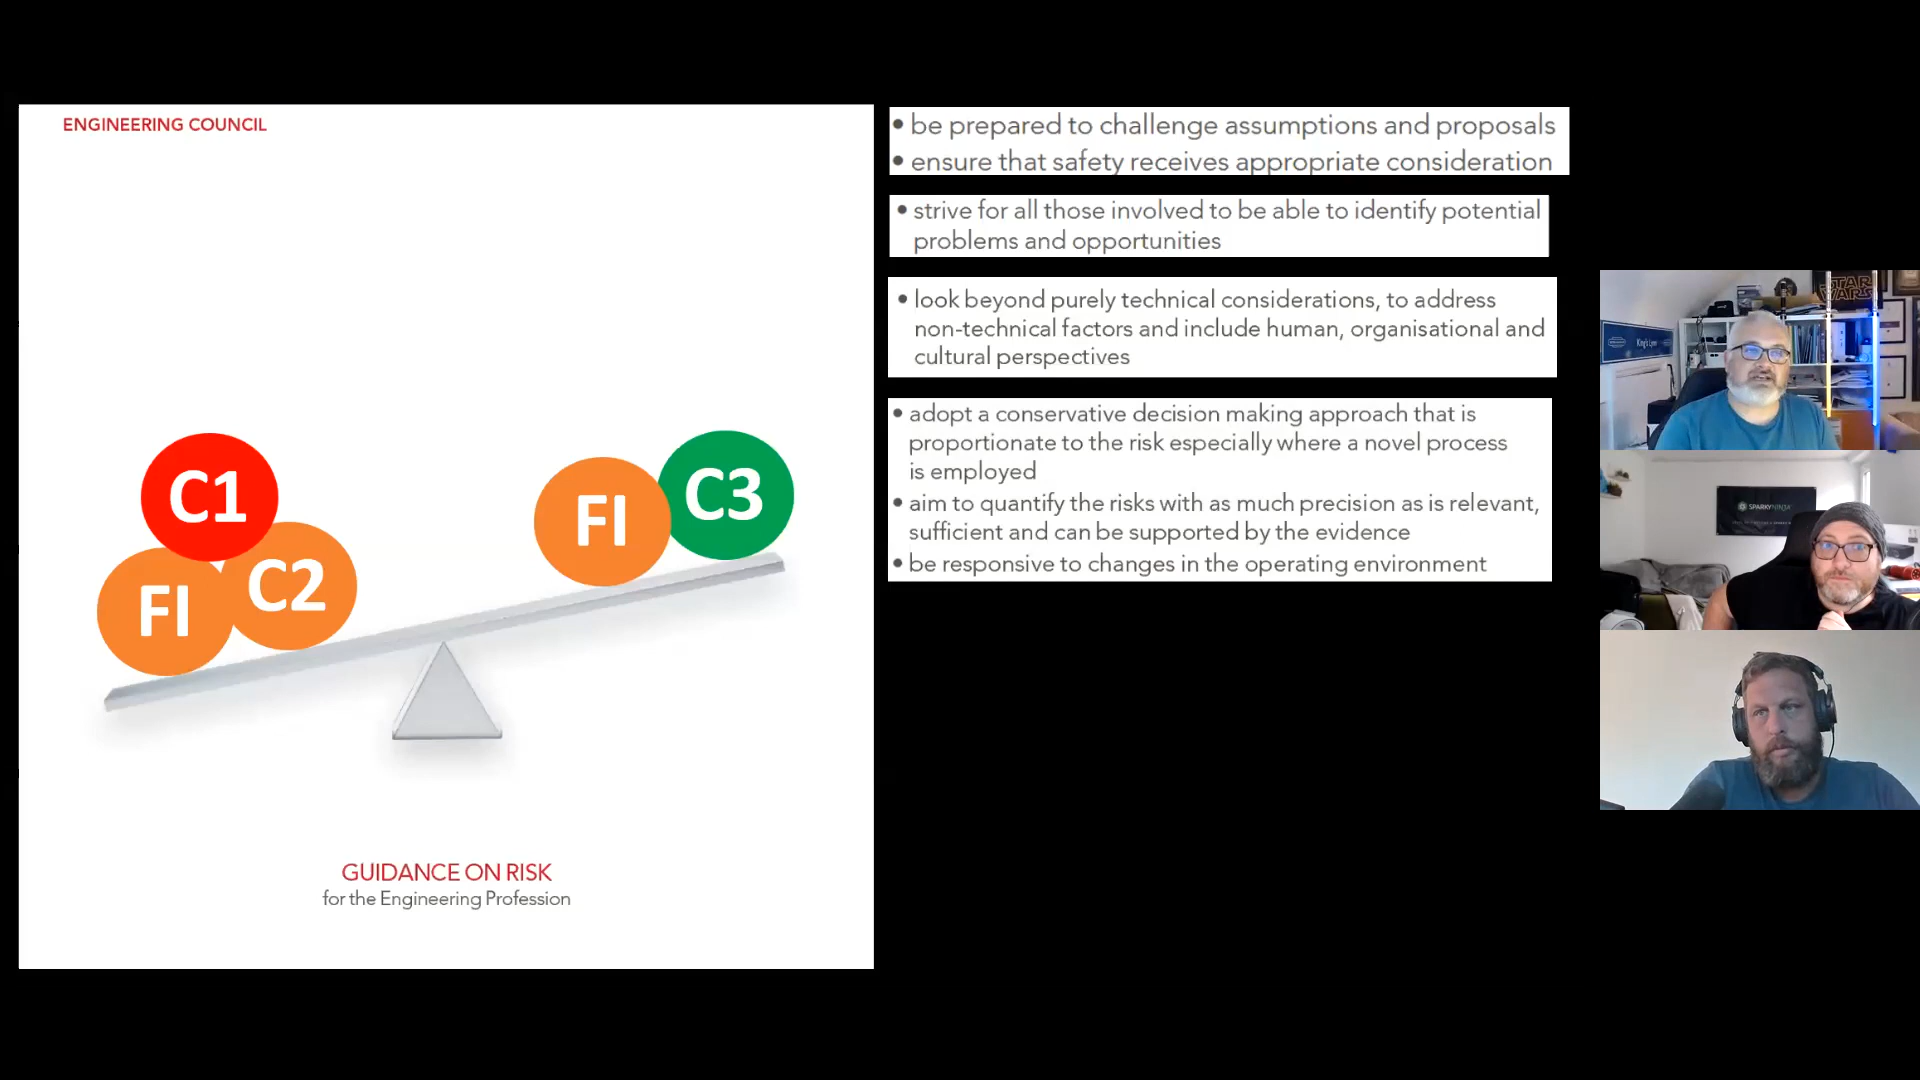 ENGINEERING COUNCIL
C1
FI
C2
FI
C3
GUIDANCE ON RISK
for the Engineering Profession
• be prepared to challenge assumptions and proposals
• ensure that safety receives appropriate consideration
• strive for all those involved to be able to identify potential
problems and opportunities
• look beyond purely technical considerations, to address
non-technical factors and include human, organisational and
cultural perspectives
• adopt a conservative decision making approach that is
proportionate to the risk especially where a novel process
is employed
• aim to quantify the risks with as much precision as is relevant,
sufficient and can be supported by the evidence
• be responsive to changes in the operating environment
STAR
WARS
King's Lynn
SPARKYNINJA